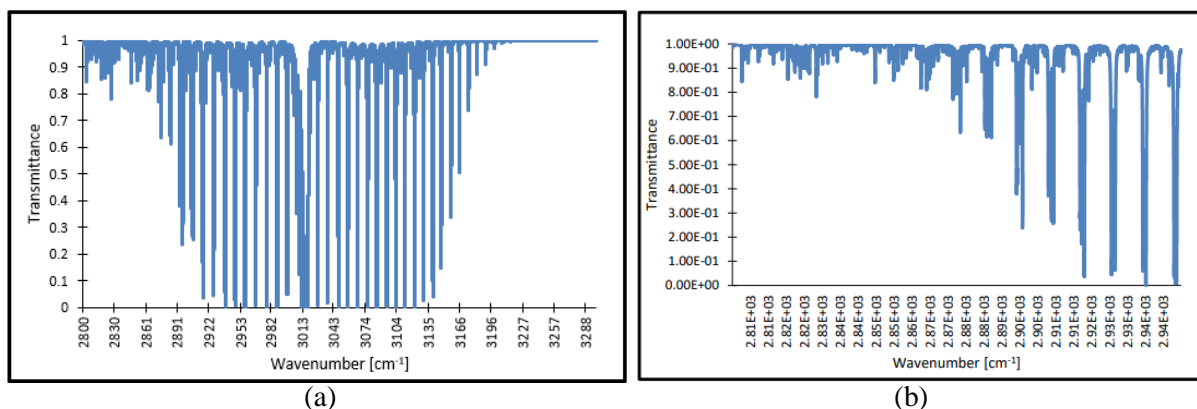 1
0.9
0.8
0.7
0.6
0.5
0.4
0.3
0.2
0.1
0
Transmittance
2800
2830
2861
2891
2922
2953
2982
3013
3043
3074
3104
3135
3166
3196
3227
3257
3288
Wavenumber [cm⁻¹]
(a)
1.00E+00
9.00E-01
8.00E-01
7.00E-01
6.00E-01
5.00E-01
4.00E-01
3.00E-01
2.00E-01
1.00E-01
0.00E+00
Transmittance
2.81E+03
2.81E+03
2.82E+03
2.82E+03
2.83E+03
2.84E+03
2.84E+03
2.85E+03
2.85E+03
2.86E+03
2.87E+03
2.87E+03
2.88E+03
2.88E+03
2.89E+03
2.90E+03
2.90E+03
2.91E+03
2.91E+03
2.92E+03
2.93E+03
2.93E+03
2.94E+03
2.94E+03
Wavenumber [cm⁻¹]
(b)